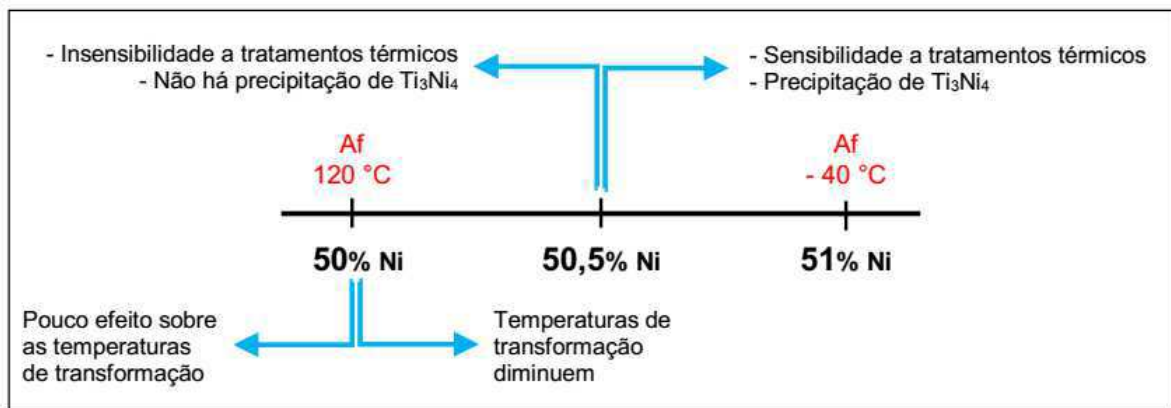 - Insensibilidade a tratamentos térmicos
- Não há precipitação de Ti₃Ni₄
- Sensibilidade a tratamentos térmicos
- Precipitação de Ti₃Ni₄
Af
120 °C
Af
- 40 °C
50% Ni
50,5% Ni
51% Ni
Pouco efeito sobre
as temperaturas
de transformação
Temperaturas de
transformação
diminuem